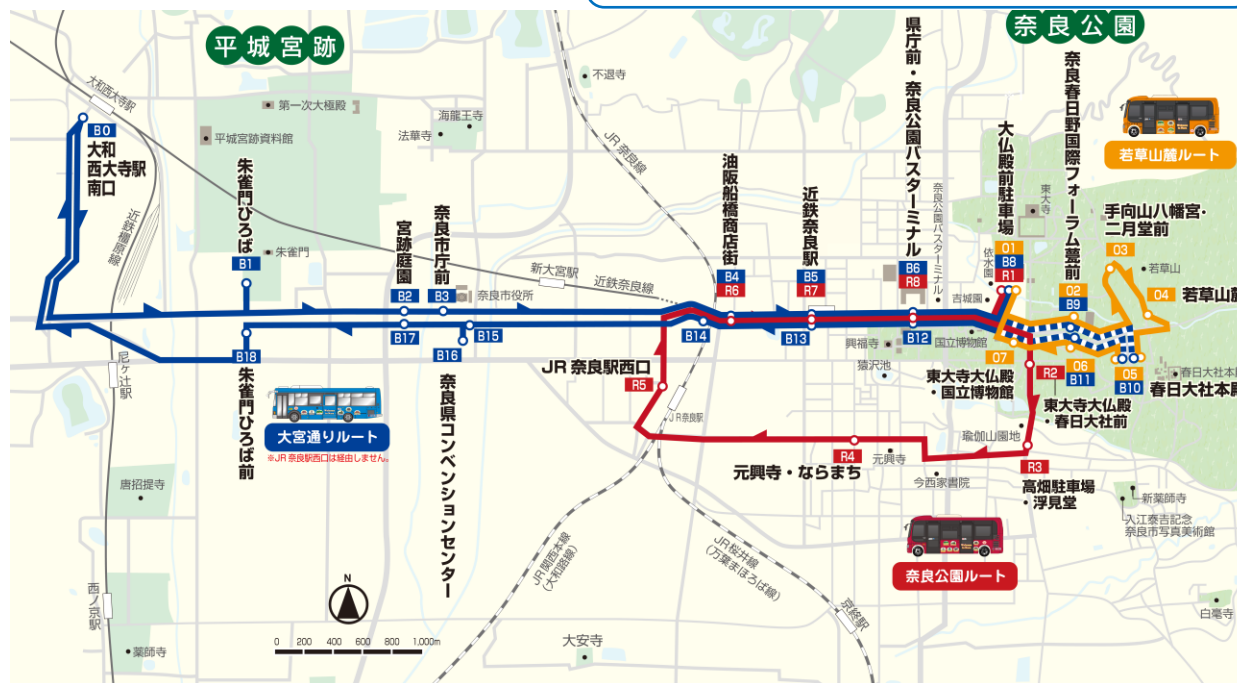 平城宮跡
奈良公園
大和西大寺駅
B0
大和
西大寺駅
南口
近鉄橿原線
第一次大極殿
平城宮跡資料館
海龍王寺
法華寺
不退寺
JR奈良線
朱雀門ひろば
B1
朱雀門
宮跡庭園
B2
奈良市庁前
B3
奈良市役所
新大宮駅
近鉄奈良線
油阪船橋商店街
B4
R6
近鉄奈良駅
B5
R7
県庁前・奈良公園バスターミナル
B6
R8
奈良公園バスターミナル
大仏殿前駐車場
O1
B8
R1
依水園
吉城園
東大寺
奈良春日野国際フォーラム甍前
O2
B9
若草山麓ルート
手向山八幡宮・
二月堂前
O3
若草山
O4
若草山麓
B18
朱雀門ひろば前
B17
B16
B15
奈良県コンベンションセンター
B14
B13
B12
興福寺
国立博物館
猿沢池
O7
東大寺大仏殿
・国立博物館
R2
東大寺大仏殿
・春日大社前
O6
B11
O5
B10
春日大社本殿
春日大社本殿
尼ヶ辻駅
大宮通りルート
※JR奈良駅西口は経由しません。
JR奈良駅西口
R5
JR奈良駅
R4
元興寺・ならまち
元興寺
今西家書院
瑜伽山園地
R3
高畑駐車場
・浮見堂
新薬師寺
入江泰吉記念
奈良市写真美術館
奈良公園ルート
唐招提寺
西ノ京駅
薬師寺
N
0 200 400 600 800 1,000m
JR関西本線
(大和路線)
JR桜井線
(万葉まほろば線)
京終駅
大安寺
白毫寺